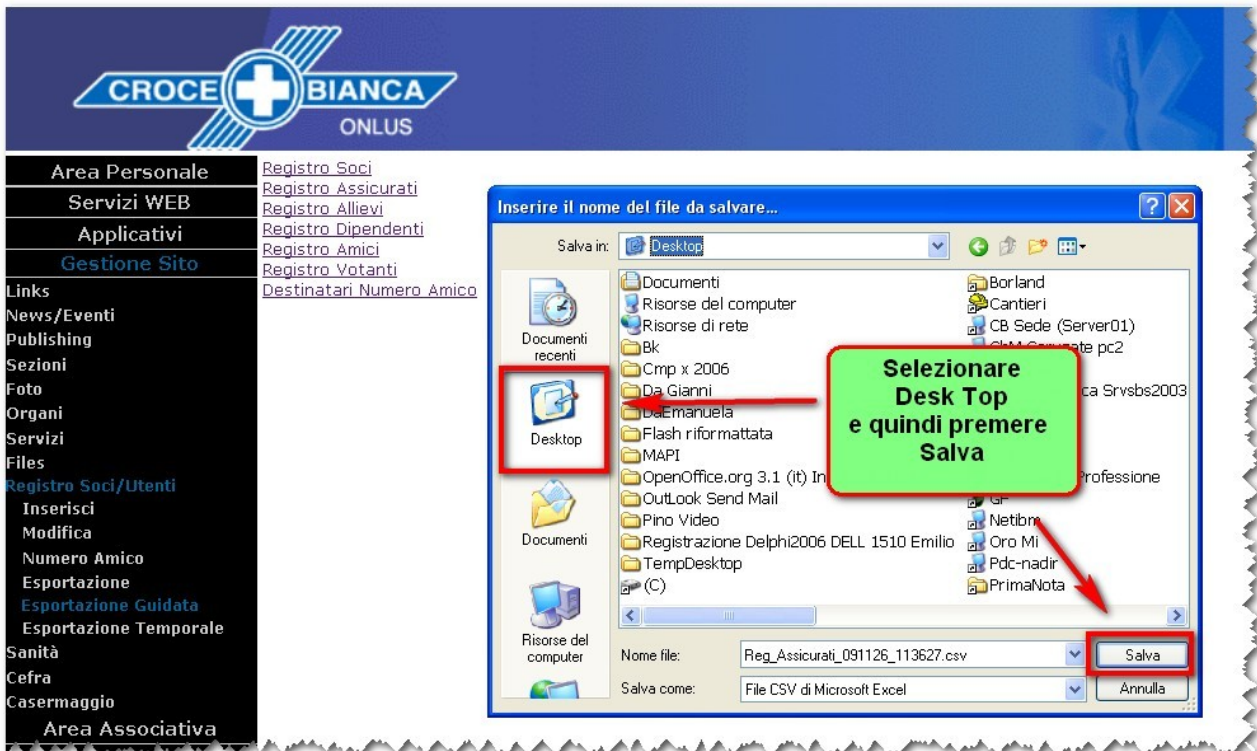 CROCE BIANCA
ONLUS
Area Personale
Servizi WEB
Applicativi
Gestione Sito
Links
News/Eventi
Publishing
Sezioni
Foto
Organi
Servizi
Files
Registro Soci/Utenti
Inserisci
Modifica
Numero Amico
Esportazione
Esportazione Guidata
Esportazione Temporale
Sanità
Cefra
Casermaggio
Area Associativa
Registro Soci
Registro Assicurati
Registro Allievi
Registro Dipendenti
Registro Amici
Registro Votanti
Destinatari Numero Amico
Inserire il nome del file da salvare...
Salva in:
Desktop
Documenti
recenti
Desktop
Documenti
Risorse del
computer
Documenti
Risorse del computer
Risorse di rete
Bk
Cmp x 2006
Da Gianni
DaEmanuela
Flash riformattata
MAPI
OpenOffice.org 3.1 (it) In
OutLook Send Mail
Pino Video
Registrazione Delphi2006 DELL 1510 Emilio
TempDesktop
(C)
Borland
Cantieri
CB Sede (Server01)
pc2
Srvsbs2003
Professione
GF
Netibm
Oro Mi
Pdc-nadir
PrimaNota
Selezionare
Desk Top
e quindi premere
Salva
Nome file:
Reg_Assicurati_091126_113627.csv
Salva
Salva come:
File CSV di Microsoft Excel
Annulla